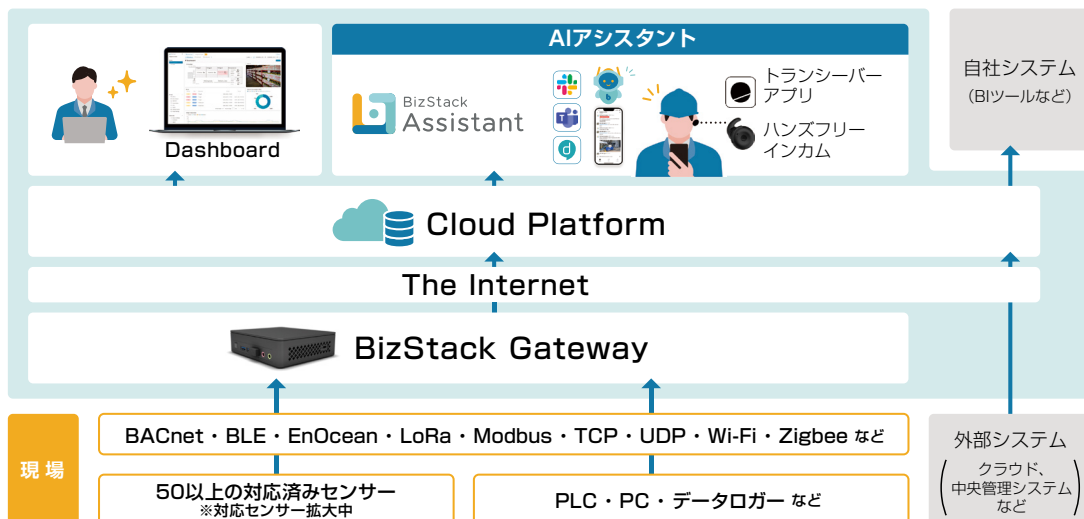 AIアシスタント
BizStack
Assistant
トランシーバー
アプリ
ハンズフリー
インカム
Dashboard
自社システム
（BIツールなど）
Cloud Platform
The Internet
BizStack Gateway
現場
BACnet・BLE・EnOcean・LoRa・Modbus・TCP・UDP・Wi-Fi・Zigbee など
50以上の対応済みセンサー
※対応センサー拡大中
PLC・PC・データロガー など
外部システム
（クラウド、
中央管理システム
など）